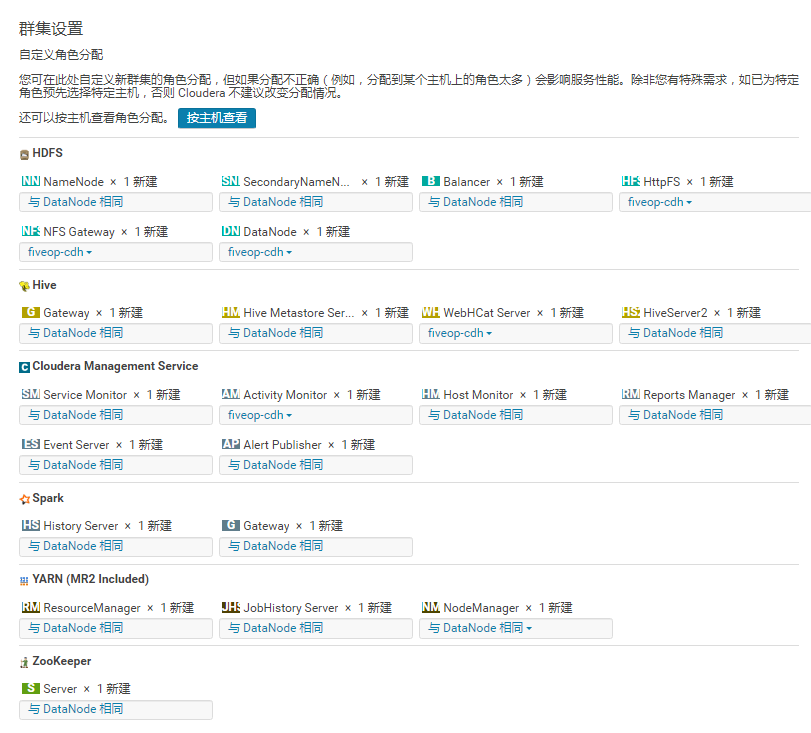 群集设置
自定义角色分配
您可在此处自定义新群集的角色分配，但如果分配不正确（例如，分配到某个主机上的角色太多）会影响服务性能。除非您有特殊需求，如已为特定
角色预先选择特定主机，否则 Cloudera 不建议改变分配情况。
还可以按主机查看角色分配。 按主机查看
HDFS
NN NameNode × 1 新建 SN SecondaryNameN... × 1 新建 B Balancer × 1 新建 HFS HttpFS × 1 新建
与 DataNode 相同 与 DataNode 相同 与 DataNode 相同 fiveop-cdh
NFS NFS Gateway × 1 新建 DN DataNode × 1 新建
fiveop-cdh fiveop-cdh
Hive
G Gateway × 1 新建 HM Hive Metastore Ser... × 1 新建 WH WebHCat Server × 1 新建 HS2 HiveServer2 × 1 新建
与 DataNode 相同 与 DataNode 相同 fiveop-cdh 与 DataNode 相同
C Cloudera Management Service
SM Service Monitor × 1 新建 AM Activity Monitor × 1 新建 HM Host Monitor × 1 新建 RM Reports Manager × 1 新建
与 DataNode 相同 fiveop-cdh 与 DataNode 相同 与 DataNode 相同
ES Event Server × 1 新建 AP Alert Publisher × 1 新建
与 DataNode 相同 与 DataNode 相同
Spark
HS History Server × 1 新建 G Gateway × 1 新建
与 DataNode 相同 与 DataNode 相同
YARN (MR2 Included)
RM ResourceManager × 1 新建 JHS JobHistory Server × 1 新建 NM NodeManager × 1 新建
与 DataNode 相同 与 DataNode 相同 与 DataNode 相同
ZooKeeper
S Server × 1 新建
与 DataNode 相同